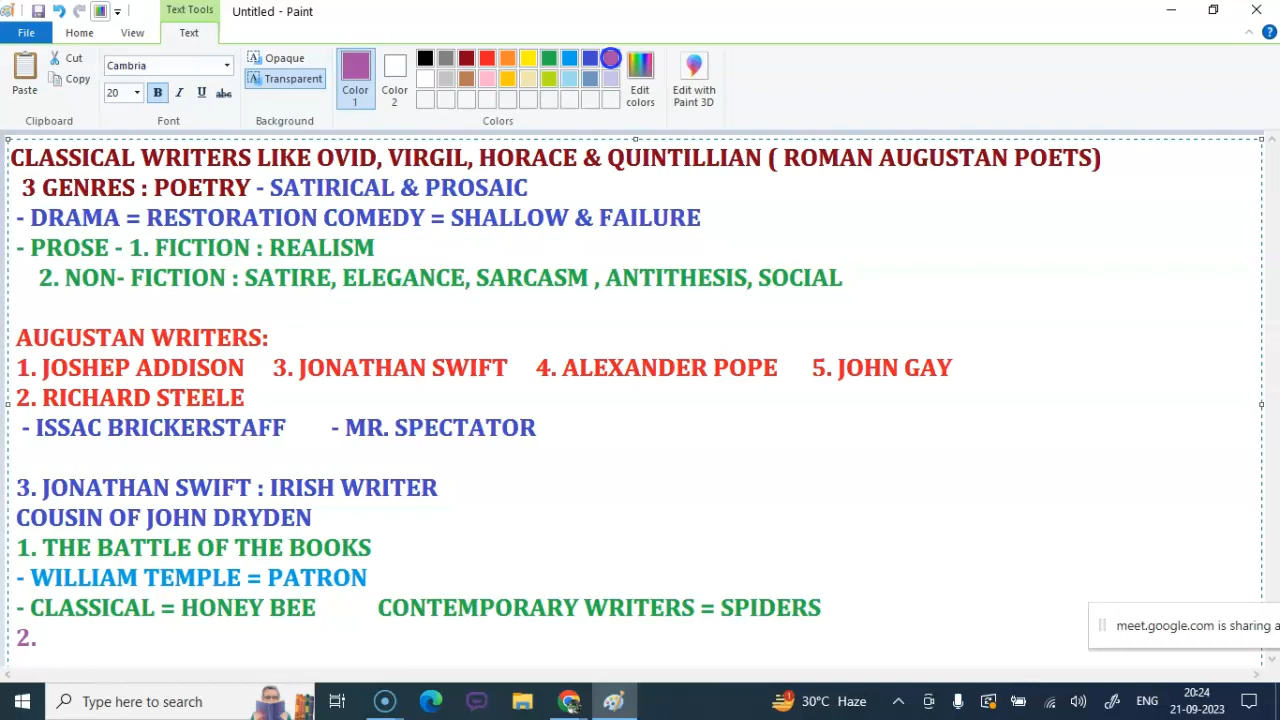 Text Tools
Untitled - Paint
File
Home
View
Text
Paste
Cut
Copy
Clipboard
Cambria
20
B
I
U
abc
Font
Opaque
Transparent
Background
Color 1
Color 2
Edit colors
Colors
Edit with Paint 3D
CLASSICAL WRITERS LIKE OVID, VIRGIL, HORACE & QUINTILLIAN ( ROMAN AUGUSTAN POETS)
3 GENRES : POETRY - SATIRICAL & PROSAIC
- DRAMA = RESTORATION COMEDY = SHALLOW & FAILURE
- PROSE - 1. FICTION : REALISM
2. NON- FICTION : SATIRE, ELEGANCE, SARCASM , ANTITHESIS, SOCIAL
AUGUSTAN WRITERS:
1. JOSHEP ADDISON 3. JONATHAN SWIFT 4. ALEXANDER POPE 5. JOHN GAY
2. RICHARD STEELE
- ISSAC BRICKERSTAFF - MR. SPECTATOR
3. JONATHAN SWIFT : IRISH WRITER
COUSIN OF JOHN DRYDEN
1. THE BATTLE OF THE BOOKS
- WILLIAM TEMPLE = PATRON
- CLASSICAL = HONEY BEE CONTEMPORARY WRITERS = SPIDERS
2.
meet.google.com is sharing a
Type here to search
1
30°C Haze
ENG
20:24
21-09-2023